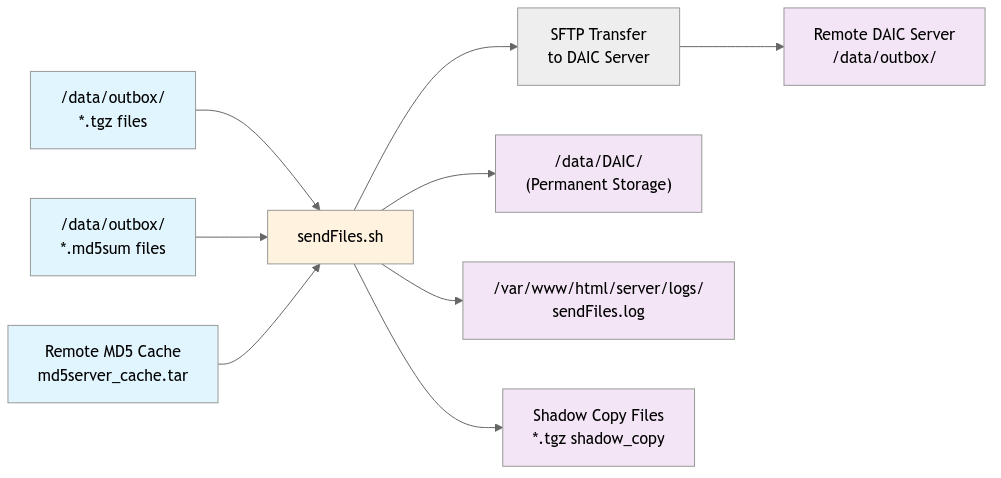 /data/outbox/
*.tgz files
/data/outbox/
*.md5sum files
Remote MD5 Cache
md5server_cache.tar
sendFiles.sh
SFTP Transfer
to DAIC Server
Remote DAIC Server
/data/outbox/
/data/DAIC/
(Permanent Storage)
/var/www/html/server/logs/
sendFiles.log
Shadow Copy Files
*.tgz shadow_copy